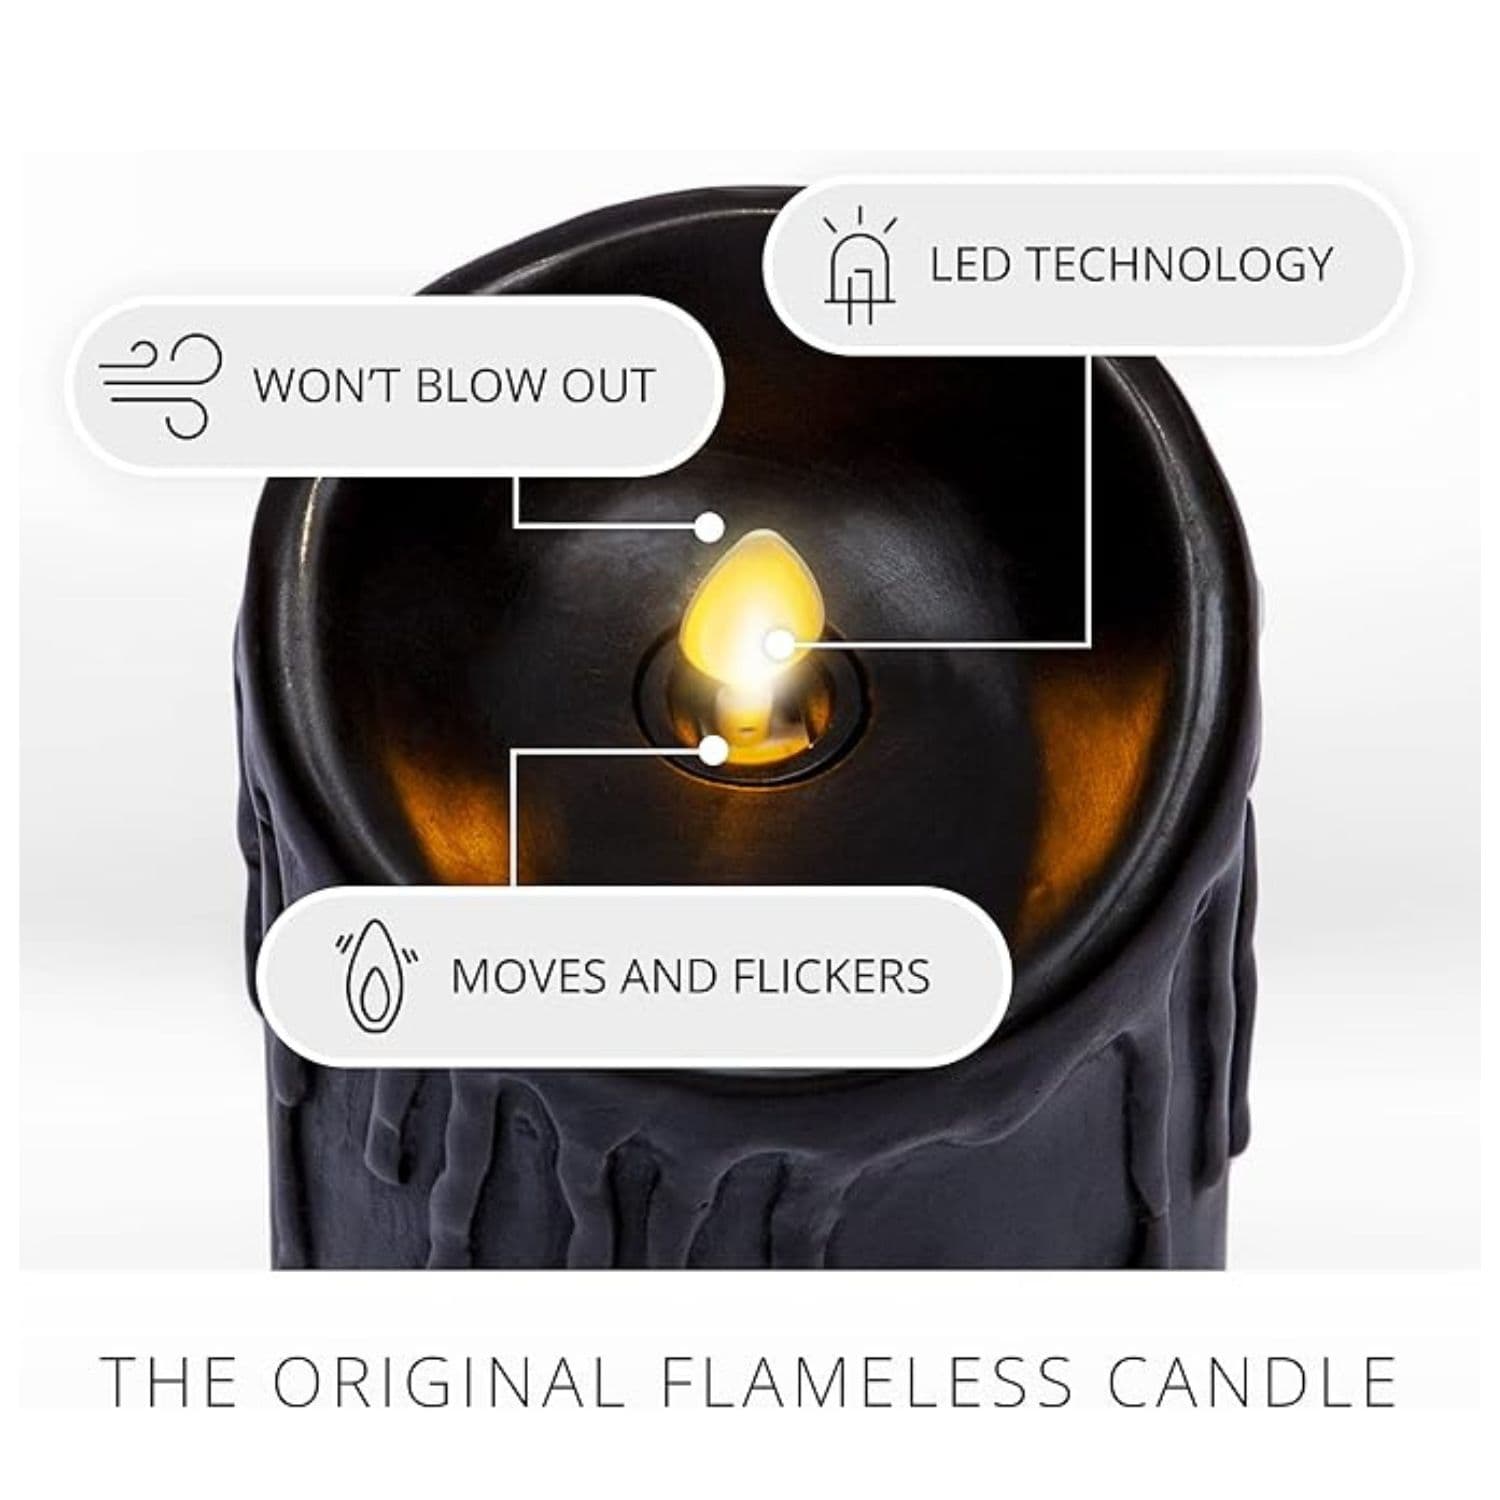 LED TECHNOLOGY
WON'T BLOW OUT
MOVES AND FLICKERS
THE ORIGINAL FLAMELESS CANDLE